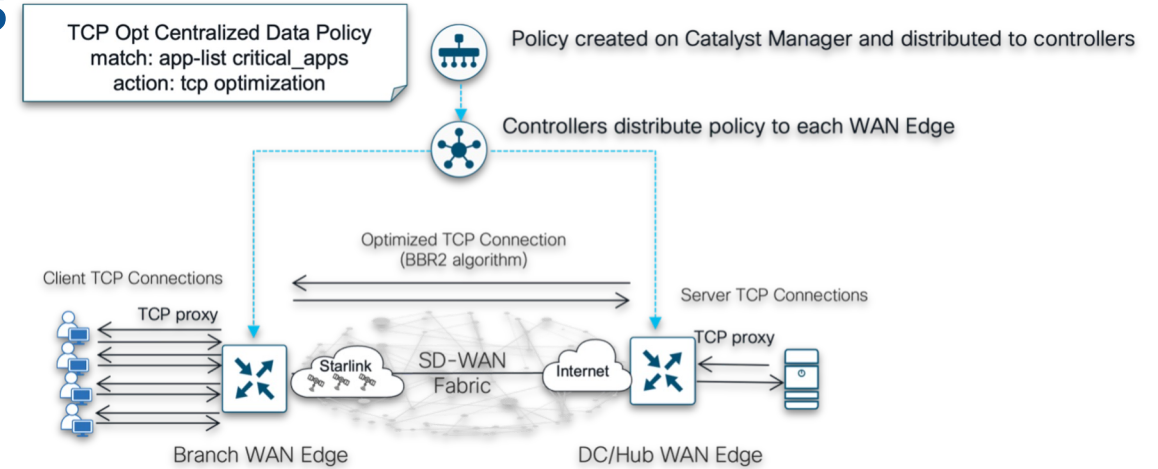 TCP Opt Centralized Data Policy
match: app-list critical_apps
action: tcp optimization
Policy created on Catalyst Manager and distributed to controllers
Controllers distribute policy to each WAN Edge
Optimized TCP Connection
(BBR2 algorithm)
Client TCP Connections
Server TCP Connections
TCP proxy
TCP proxy
Starlink
SD-WAN
Fabric
Internet
Branch WAN Edge
DC/Hub WAN Edge